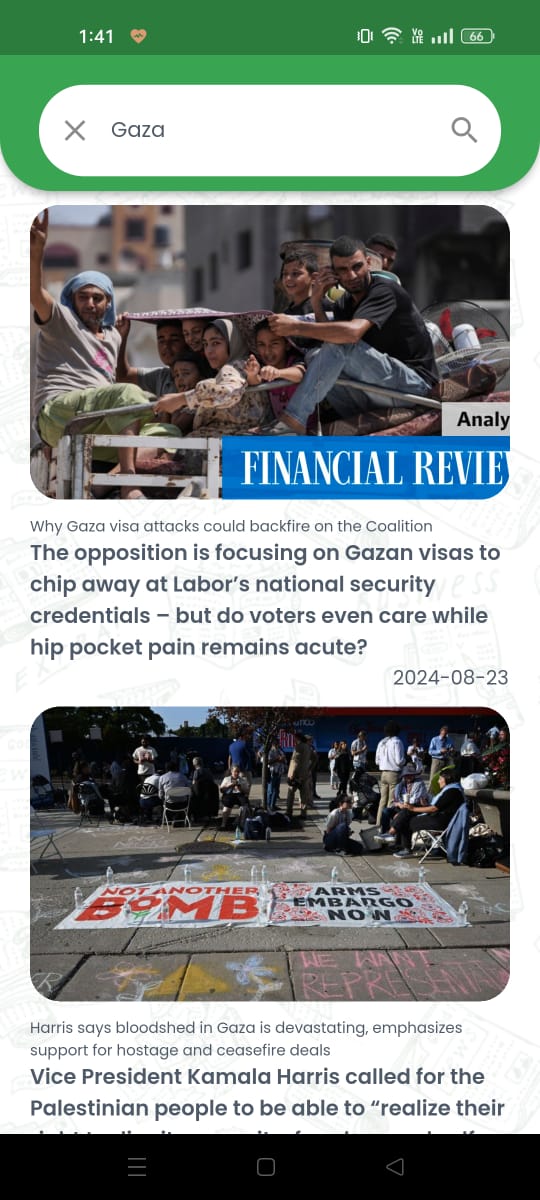 1:41
Vo
LTE
66
Gaza
Analy
FINANCIAL REVIEW
Why Gaza visa attacks could backfire on the Coalition
The opposition is focusing on Gazan visas to
chip away at Labor’s national security
credentials – but do voters even care while
hip pocket pain remains acute?
2024-08-23
NOT ANOTHER
BOMB
ARMS
EMBARGO
NOW
WE WANT
Harris says bloodshed in Gaza is devastating, emphasizes
support for hostage and ceasefire deals
Vice President Kamala Harris called for the
Palestinian people to be able to “realize their